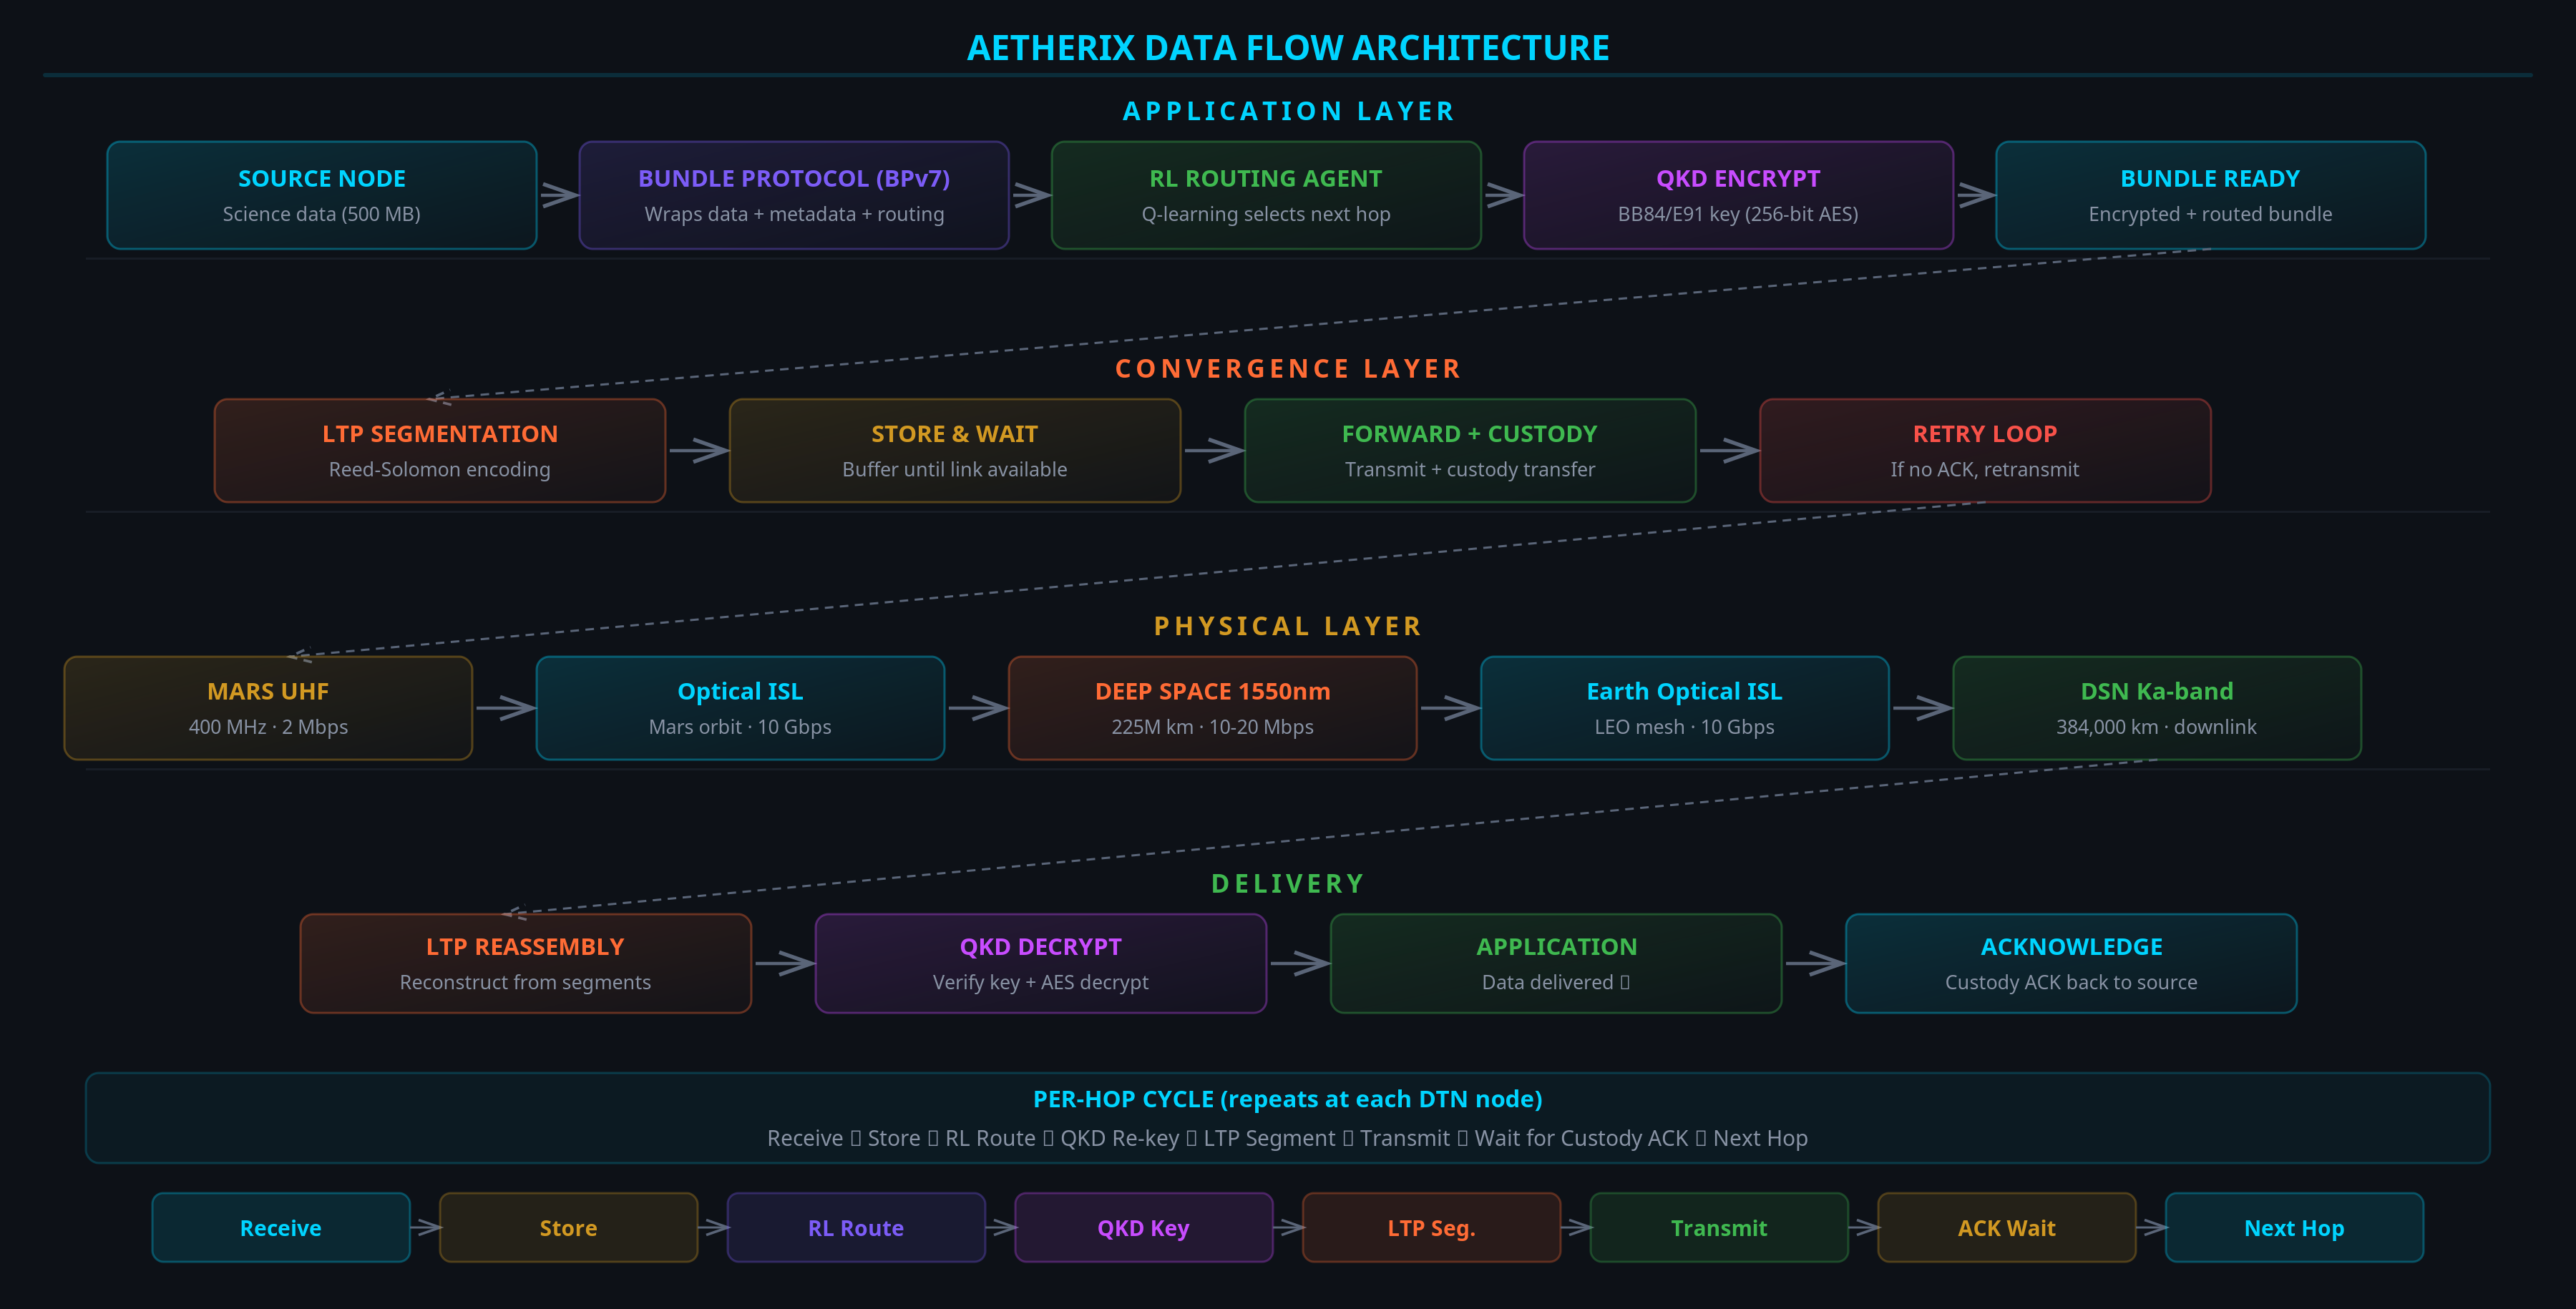 AETHERIX DATA FLOW ARCHITECTURE
APPLICATION LAYER
SOURCE NODE
Science data (500 MB)
BUNDLE PROTOCOL (BPv7)
Wraps data + metadata + routing
RL ROUTING AGENT
Q-learning selects next hop
QKD ENCRYPT
BB84/E91 key (256-bit AES)
BUNDLE READY
Encrypted + routed bundle
CONVERGENCE LAYER
LTP SEGMENTATION
Reed-Solomon encoding
STORE & WAIT
Buffer until link available
FORWARD + CUSTODY
Transmit + custody transfer
RETRY LOOP
If no ACK, retransmit
PHYSICAL LAYER
MARS UHF
400 MHz · 2 Mbps
Optical ISL
Mars orbit · 10 Gbps
DEEP SPACE 1550nm
225M km · 10-20 Mbps
Earth Optical ISL
LEO mesh · 10 Gbps
DSN Ka-band
384,000 km · downlink
DELIVERY
LTP REASSEMBLY
Reconstruct from segments
QKD DECRYPT
Verify key + AES decrypt
APPLICATION
Data delivered ▯
ACKNOWLEDGE
Custody ACK back to source
PER-HOP CYCLE (repeats at each DTN node)
Receive ▯ Store ▯ RL Route ▯ QKD Re-key ▯ LTP Segment ▯ Transmit ▯ Wait for Custody ACK ▯ Next Hop
Receive
Store
RL Route
QKD Key
LTP Seg.
Transmit
ACK Wait
Next Hop